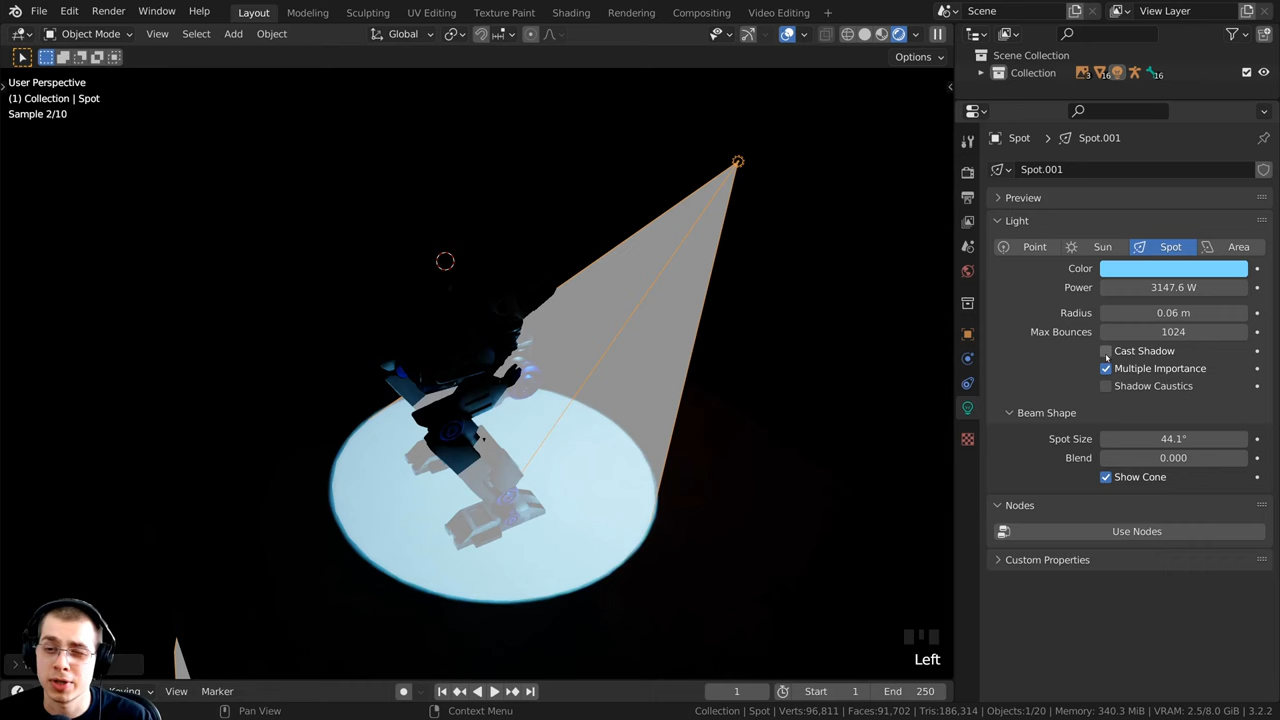 File Edit Render Window Help Layout Modeling Sculpting UV Editing Texture Paint Shading Rendering Compositing Video Editing + Scene View Layer
Object Mode View Select Add Object Global
Options
User Perspective
(1) Collection | Spot
Sample 2/10
Scene Collection
Collection 3 16 16
Spot Spot.001
Spot.001
Preview
Light
Point Sun Spot Area
Color
Power 3147.6 W
Radius 0.06 m
Max Bounces 1024
Cast Shadow
Multiple Importance
Shadow Caustics
Beam Shape
Spot Size 44.1°
Blend 0.000
Show Cone
Nodes
Use Nodes
Custom Properties
Left
Keying View Marker 1 Start 1 End 250
Pan View Context Menu Collection | Spot | Verts:96,811 | Faces:91,702 | Tris:186,314 | Objects:1/20 | Memory: 340.3 MiB | VRAM: 2.5/8.0 GiB | 3.2.2